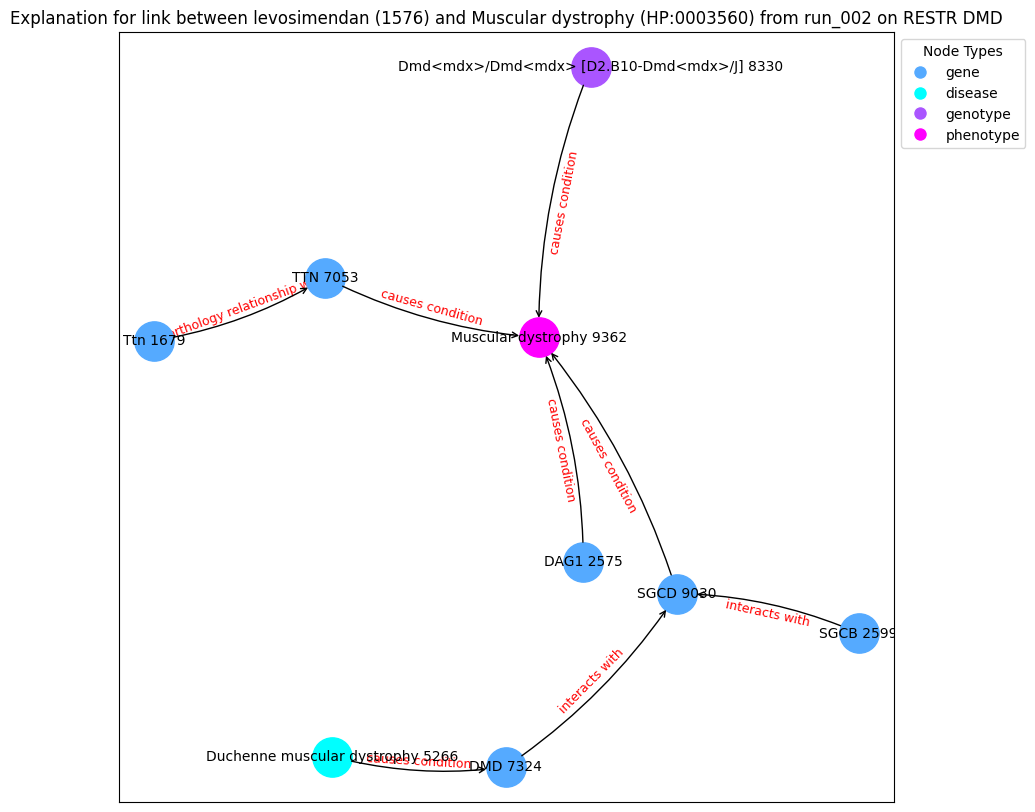 Explanation for link between levosimendan (1576) and Muscular dystrophy (HP:0003560) from run_002 on RESTR DMD
Node Types
gene
disease
genotype
phenotype
Dmd<mdx>/Dmd<mdx> [D2.B10-Dmd<mdx>/J] 8330
causes condition
TTN 7053
rthology relationship
causes condition
Ttn 1679
Muscular dystrophy 9362
causes condition
causes condition
DAG1 2575
SGCD 9030
interacts with
SGCB 2599
interacts with
Duchenne muscular dystrophy 5266
causes condition
DMD 7324